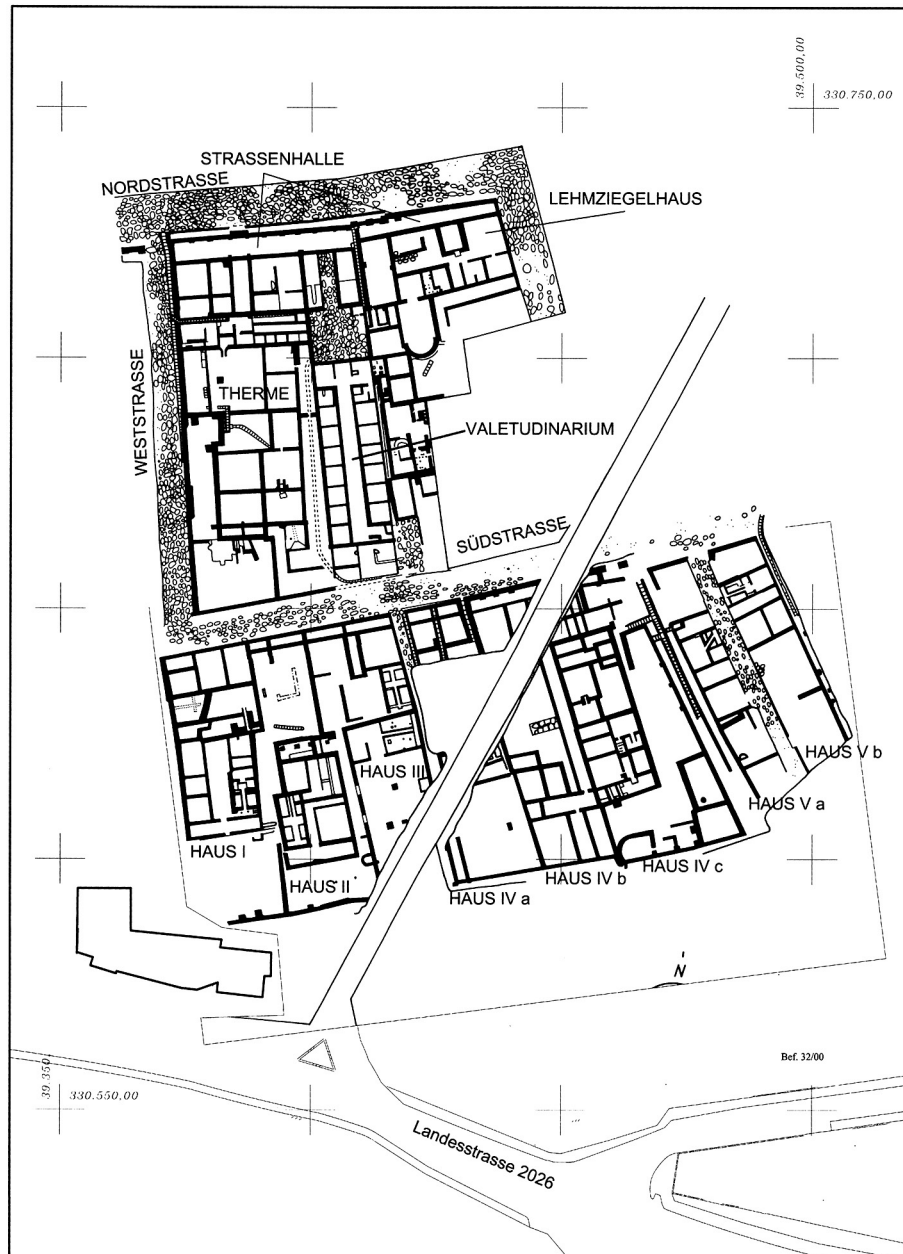 39.500,00
330.750,00
STRASSENHALLE
NORDSTRASSE
LEHMZIEGELHAUS
WESTSTRASSE
THERME
VALETUDINARIUM
SÜDSTRASSE
HAUS III
HAUS V b
HAUS V a
HAUS I
HAUS II
HAUS IV a
HAUS IV b
HAUS IV c
N
Bef. 32/00
39.350,
330.550,00
Landesstrasse 2026